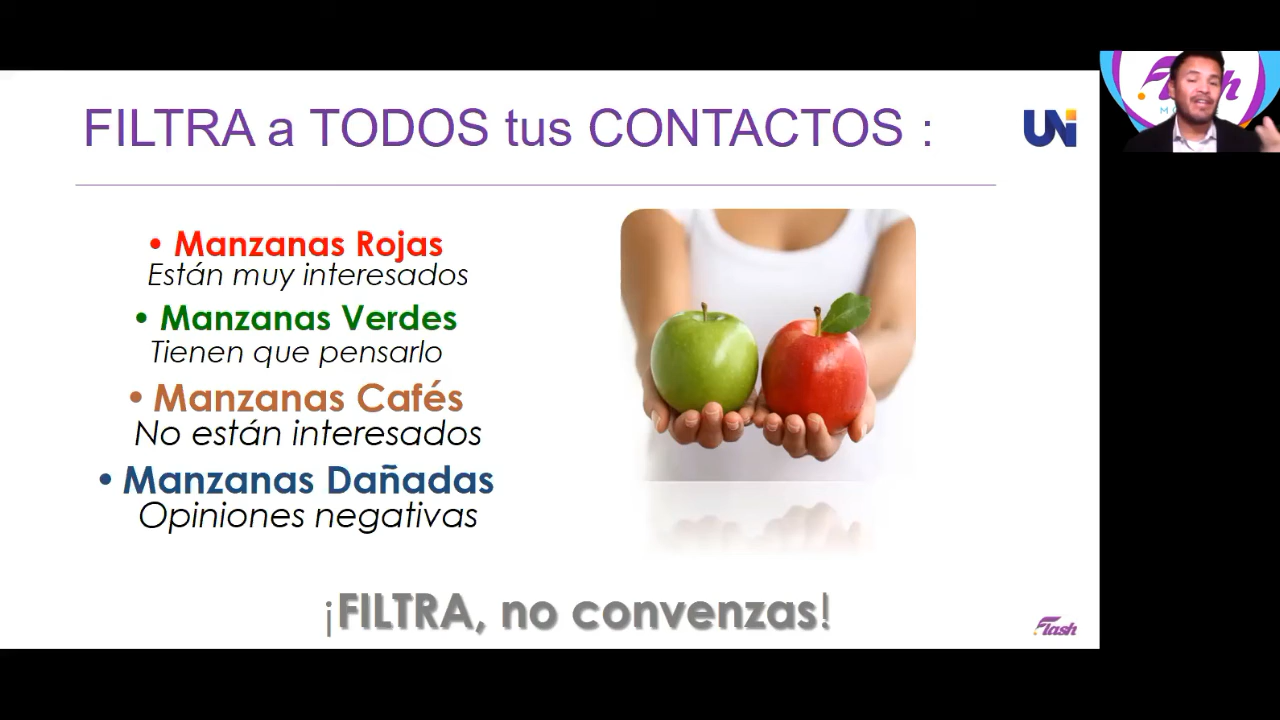 FILTRA a TODOS tus CONTACTOS :
UNi
Flash
• Manzanas Rojas
Están muy interesados
• Manzanas Verdes
Tienen que pensarlo
• Manzanas Cafés
No están interesados
• Manzanas Dañadas
Opiniones negativas
¡FILTRA, no convenzas!
Flash